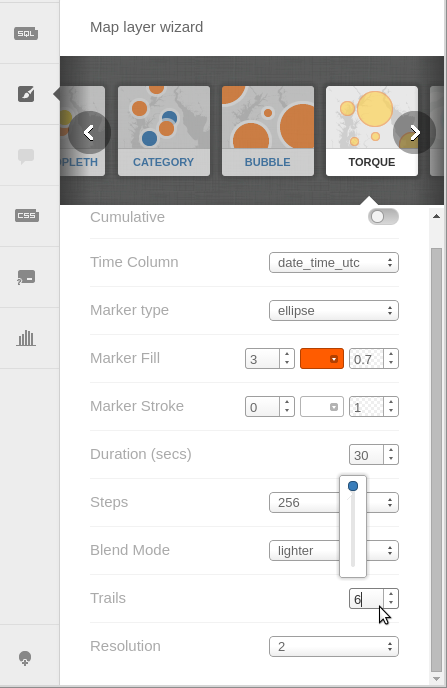 Map layer wizard
SQL
OPLETH
CATEGORY
BUBBLE
TORQUE
CSS
Cumulative
Time Column date_time_utc
Marker type ellipse
Marker Fill 3 0.7
Marker Stroke 0 1
Duration (secs) 30
Steps 256
Blend Mode lighter
Trails 6
Resolution 2